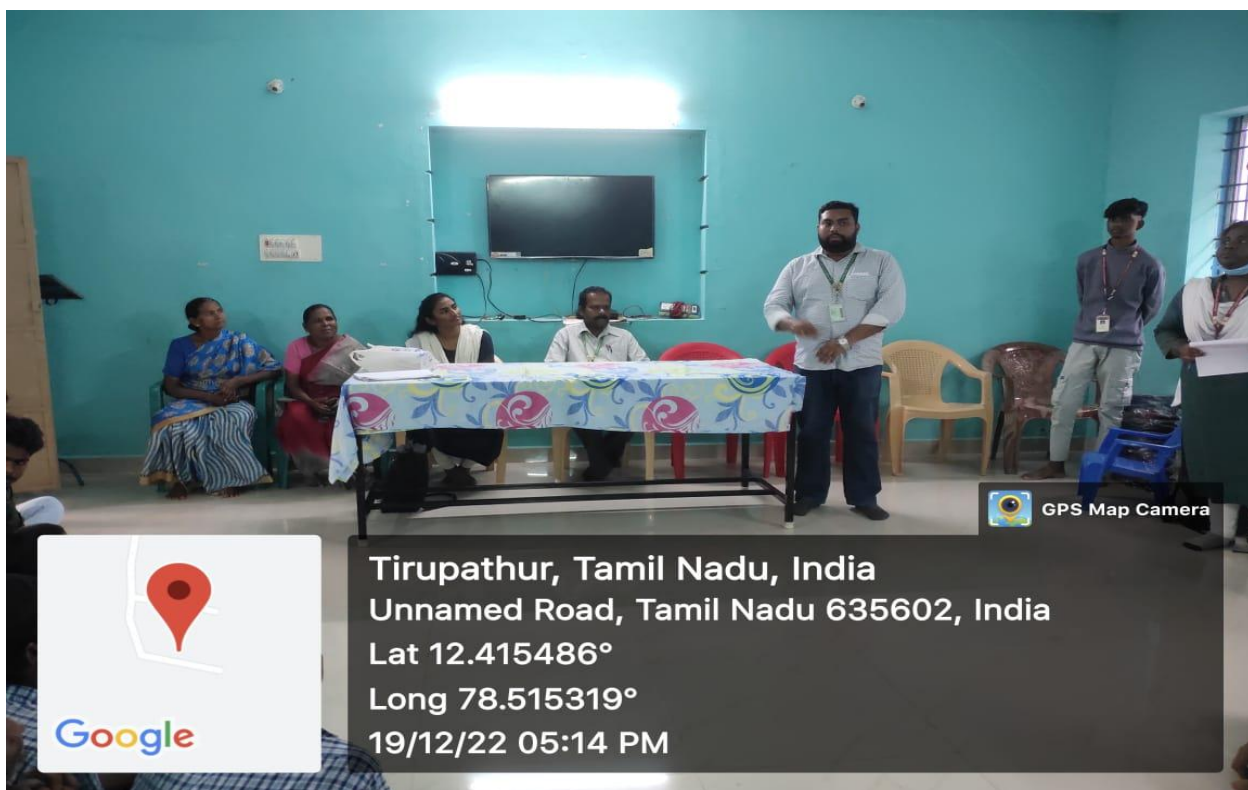 GPS Map Camera
Tirupathur, Tamil Nadu, India
Unnamed Road, Tamil Nadu 635602, India
Lat 12.415486°
Long 78.515319°
19/12/22 05:14 PM
Google